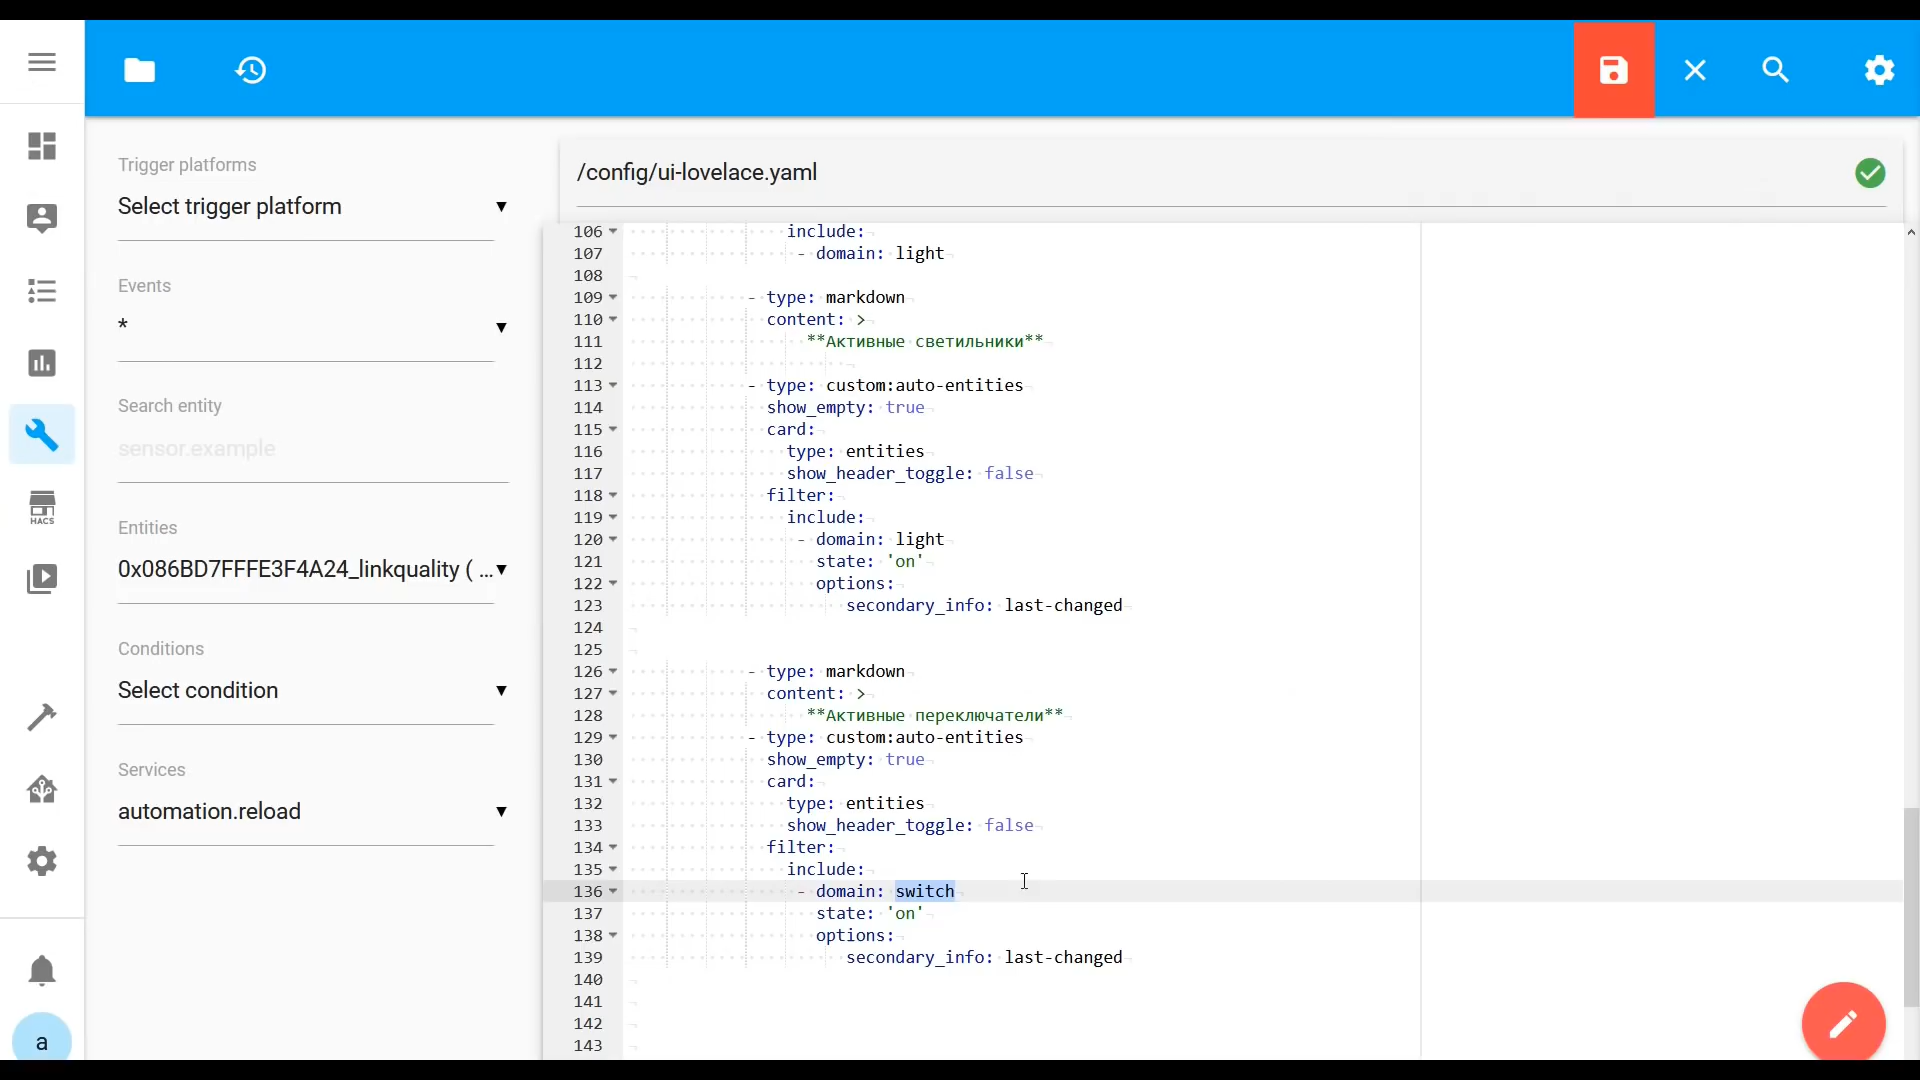 HACS
a
Trigger platforms
Select trigger platform
Events
*
Search entity
sensor.example
Entities
0x086BD7FFFE3F4A24_linkquality ( ...
Conditions
Select condition
Services
automation.reload
/config/ui-lovelace.yaml
106 include:
107 - domain: light
108
109 - type: markdown
110 content: >
111 **Активные светильники**
112
113 - type: custom:auto-entities
114 show_empty: true
115 card:
116 type: entities
117 show_header_toggle: false
118 filter:
119 include:
120 - domain: light
121 state: 'on'
122 options:
123 secondary_info: last-changed
124
125
126 - type: markdown
127 content: >
128 **Активные переключатели**
129 - type: custom:auto-entities
130 show_empty: true
131 card:
132 type: entities
133 show_header_toggle: false
134 filter:
135 include:
136 - domain: switch
137 state: 'on'
138 options:
139 secondary_info: last-changed
140
141
142
143